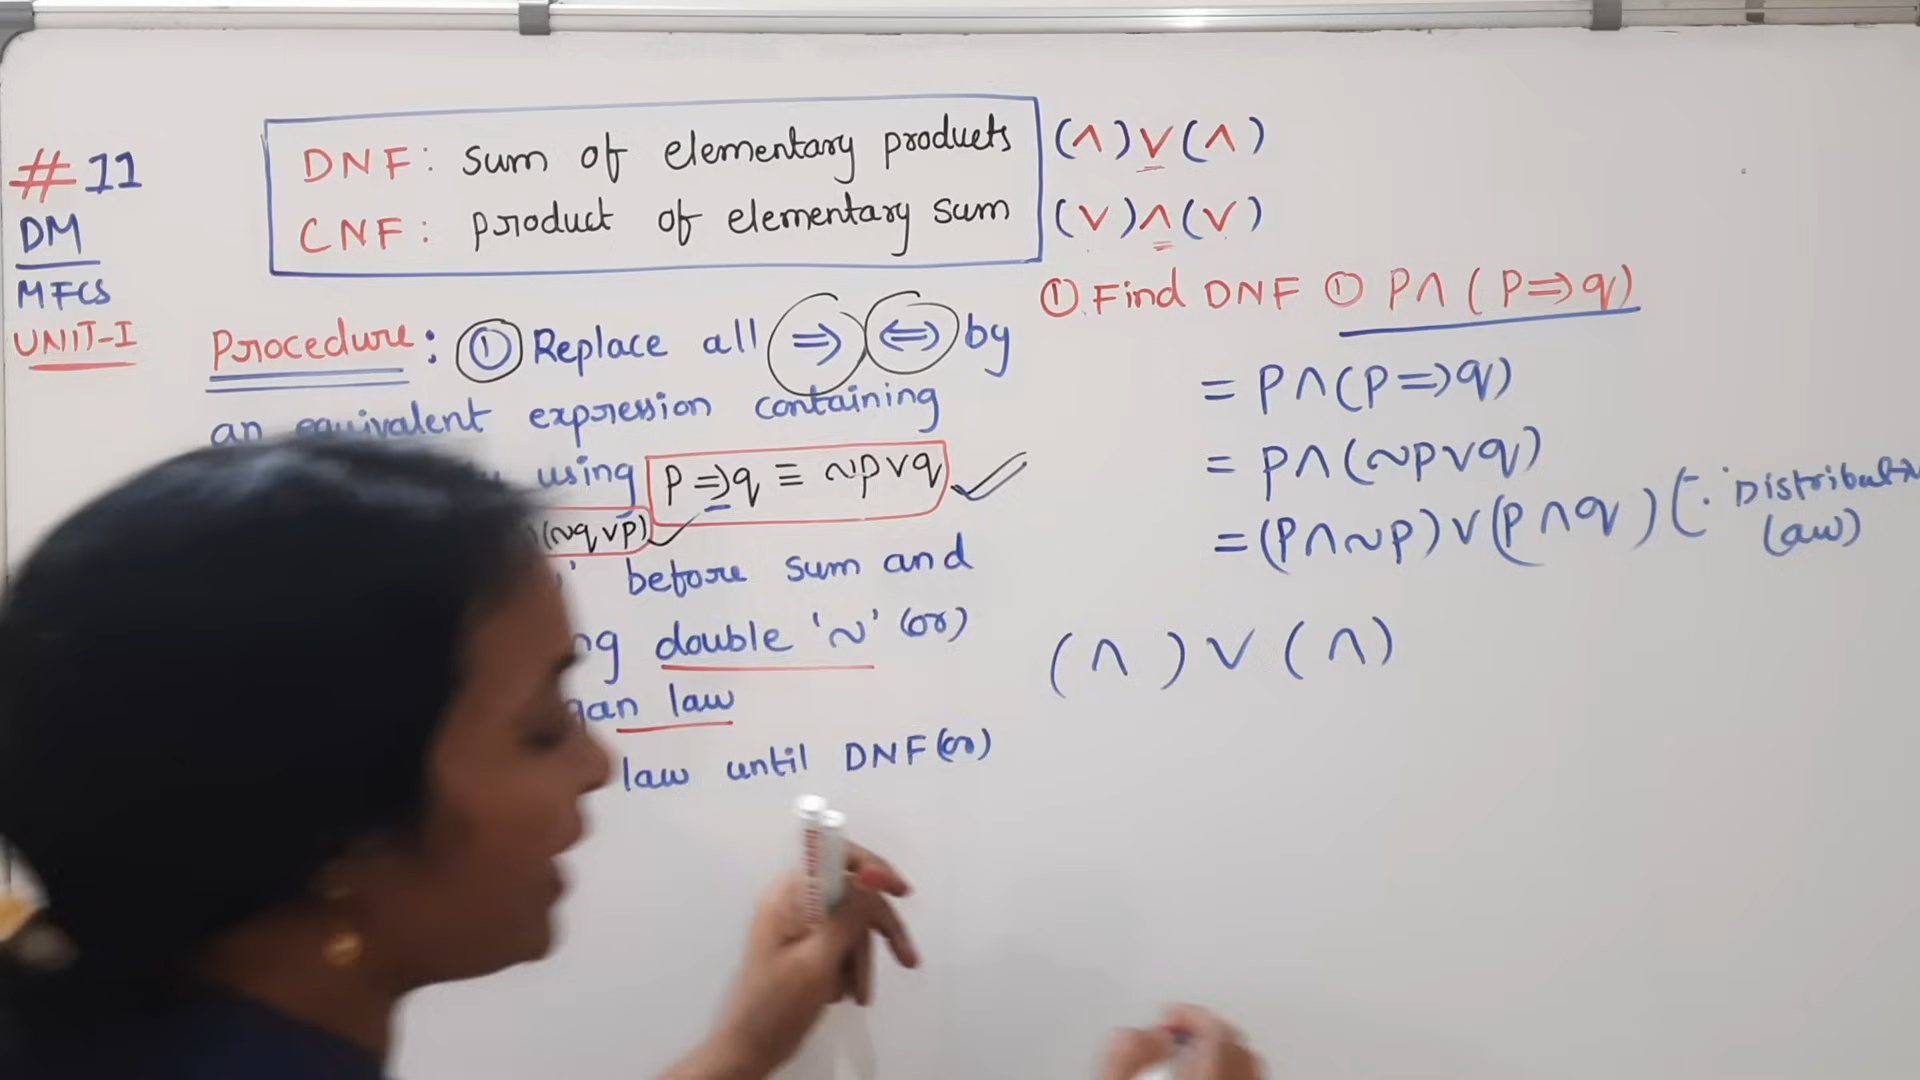 #11
DM
MFCS
UNIT-I
DNF: sum of elementary products (∧)∨(∧)
CNF: product of elementary sum (∨)∧(∨)
Procedure: ① Replace all ⇒ ⇔ by
an equivalent expression containing
using p⇒q ≡ ~p∨q
(~q∨p)
before sum and
double '~' (or)
law
law until DNF (or)
① Find DNF ① P∧(P⇒q)
= P∧(P⇒q)
= P∧(~P∨q)
= (P∧~P)∨(P∧q) (∵ Distributive
law)
(∧)∨(∧)